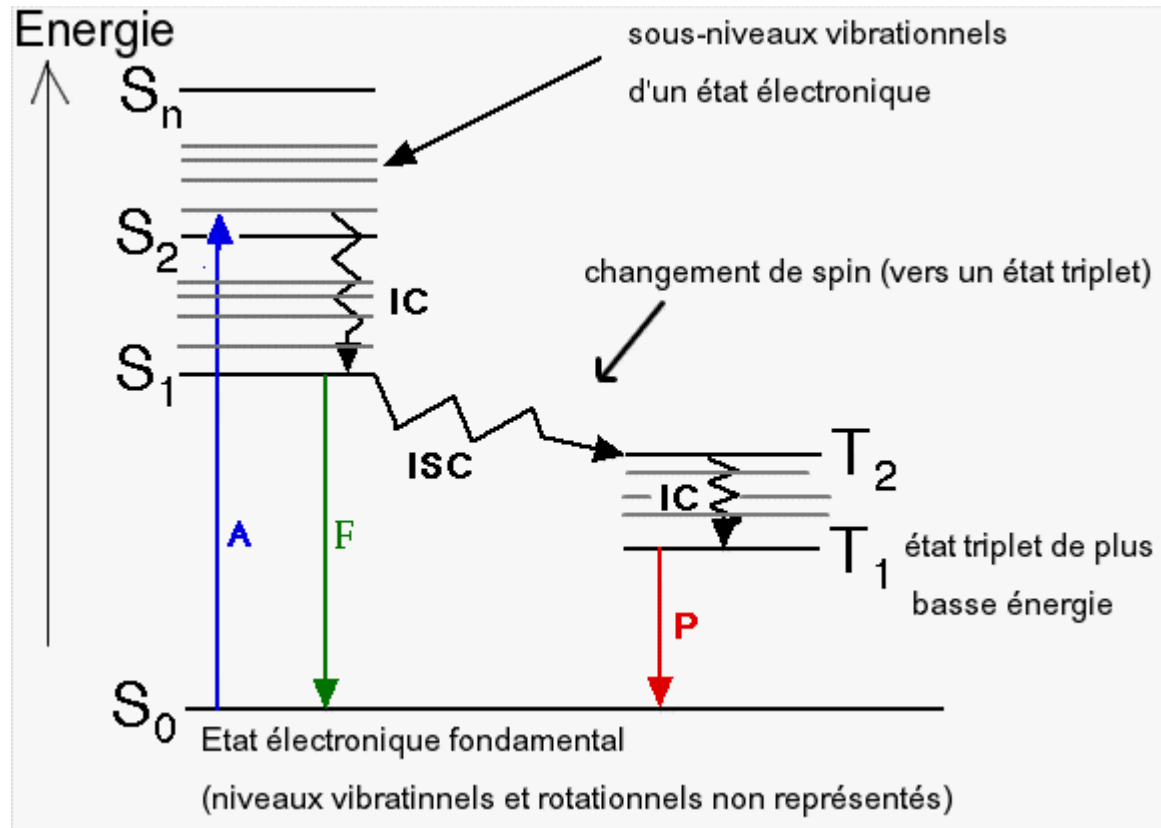 Energie
sous-niveaux vibrationnels
d'un état électronique
Sn
S2
IC
changement de spin (vers un état triplet)
S1
ISC
T2
IC
A
F
T1 état triplet de plus
basse énergie
P
S0
Etat électronique fondamental
(niveaux vibratinnels et rotationnels non représentés)